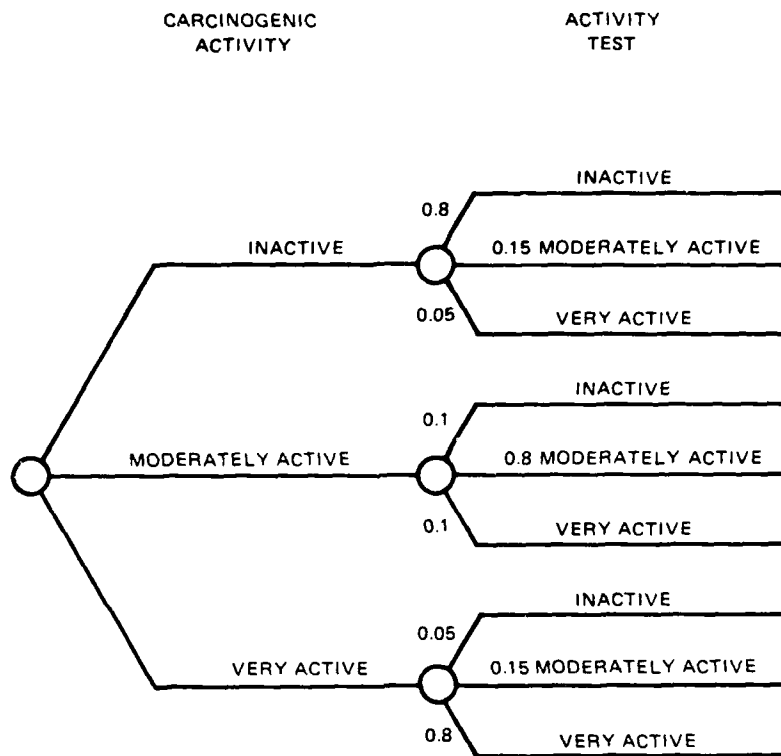 CARCINOGENIC
ACTIVITY
ACTIVITY
TEST
INACTIVE
0.8
INACTIVE
0.15 MODERATELY ACTIVE
0.05
VERY ACTIVE
INACTIVE
0.1
MODERATELY ACTIVE
0.8 MODERATELY ACTIVE
0.1
VERY ACTIVE
INACTIVE
0.05
VERY ACTIVE
0.15 MODERATELY ACTIVE
0.8
VERY ACTIVE